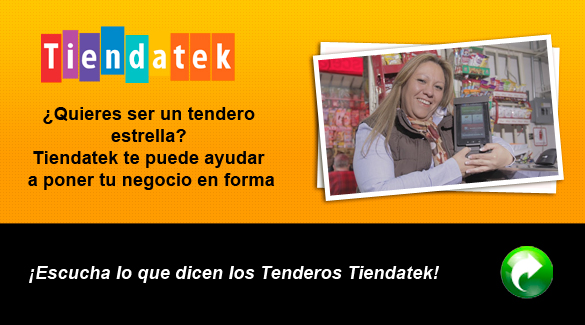 Tiendatek
¿Quieres ser un tendero
estrella?
Tiendatek te puede ayudar
a poner tu negocio en forma
¡Escucha lo que dicen los Tenderos Tiendatek!